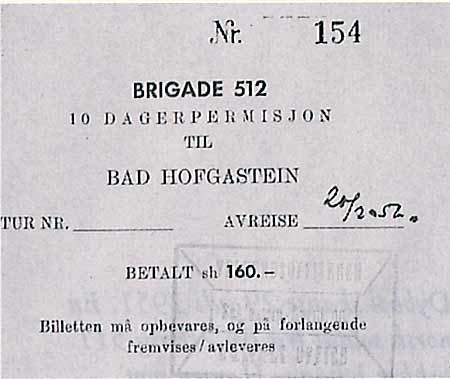 Nr. 154
BRIGADE 512
10 DAGERPERMISJON
TIL
BAD HOFGASTEIN
TUR NR. AVREISE 20/2-52.
BETALT sh 160.–
Billetten må opbevares, og på forlangende
fremvises/avleveres